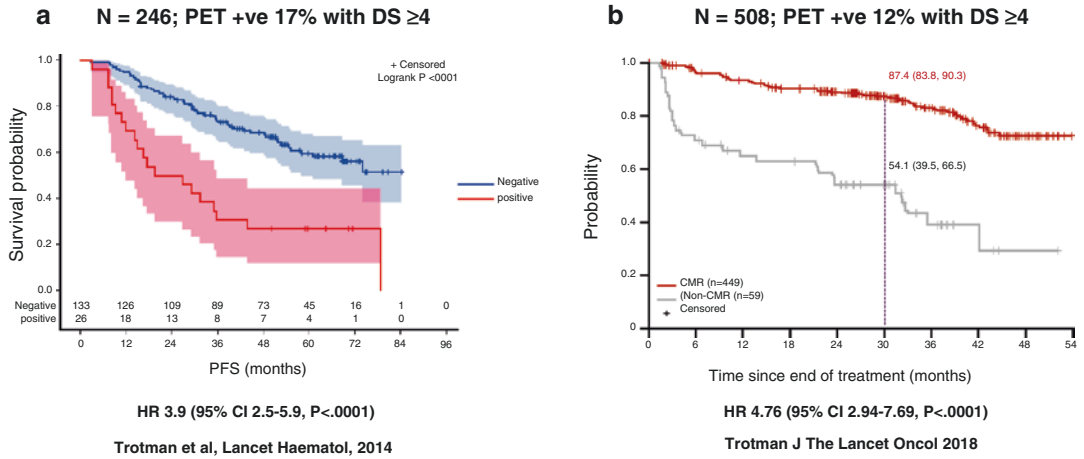 a N = 246; PET +ve 17% with DS ≥4
+ Censored
Logrank P <0001
Survival probability
1.0
0.8
0.6
0.4
0.2
0.0
Negative
positive
Negative 133 126 109 89 73 45 16 1 0
positive 26 18 13 8 7 4 1 0
0 12 24 36 48 60 72 84 96
PFS (months)
HR 3.9 (95% CI 2.5-5.9, P<.0001)
Trotman et al, Lancet Haematol, 2014
b N = 508; PET +ve 12% with DS ≥4
Probability
1.0
0.8
0.6
0.4
0.2
0
87.4 (83.8, 90.3)
54.1 (39.5, 66.5)
CMR (n=449)
(Non-CMR (n=59)
Censored
0 6 12 18 24 30 36 42 48 54
Time since end of treatment (months)
HR 4.76 (95% CI 2.94-7.69, P<.0001)
Trotman J The Lancet Oncol 2018